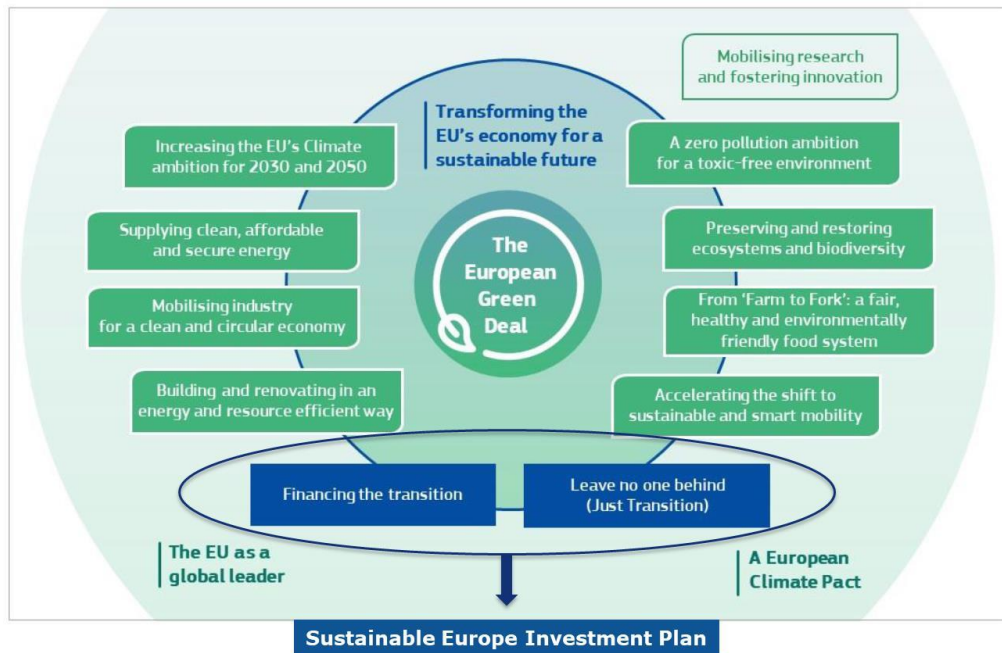 Mobilising research
and fostering innovation
Transforming the
EU's economy for a
sustainable future
Increasing the EU's Climate
ambition for 2030 and 2050
A zero pollution ambition
for a toxic-free environment
Supplying clean, affordable
and secure energy
Preserving and restoring
ecosystems and biodiversity
The
European
Green
Deal
Mobilising industry
for a clean and circular economy
From 'Farm to Fork': a fair,
healthy and environmentally
friendly food system
Building and renovating in an
energy and resource efficient way
Accelerating the shift to
sustainable and smart mobility
Financing the transition
Leave no one behind
(Just Transition)
The EU as a
global leader
A European
Climate Pact
Sustainable Europe Investment Plan